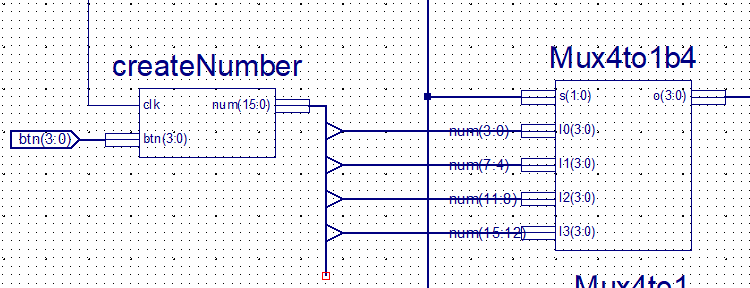 createNumber
clk
num(15:0)
btn(3:0)
btn(3:0)
Mux4to1b4
s(1:0)
o(3:0)
num(3:0)
I0(3:0)
num(7:4)
I1(3:0)
num(11:8)
I2(3:0)
num(15:12)
I3(3:0)
Mux4to1